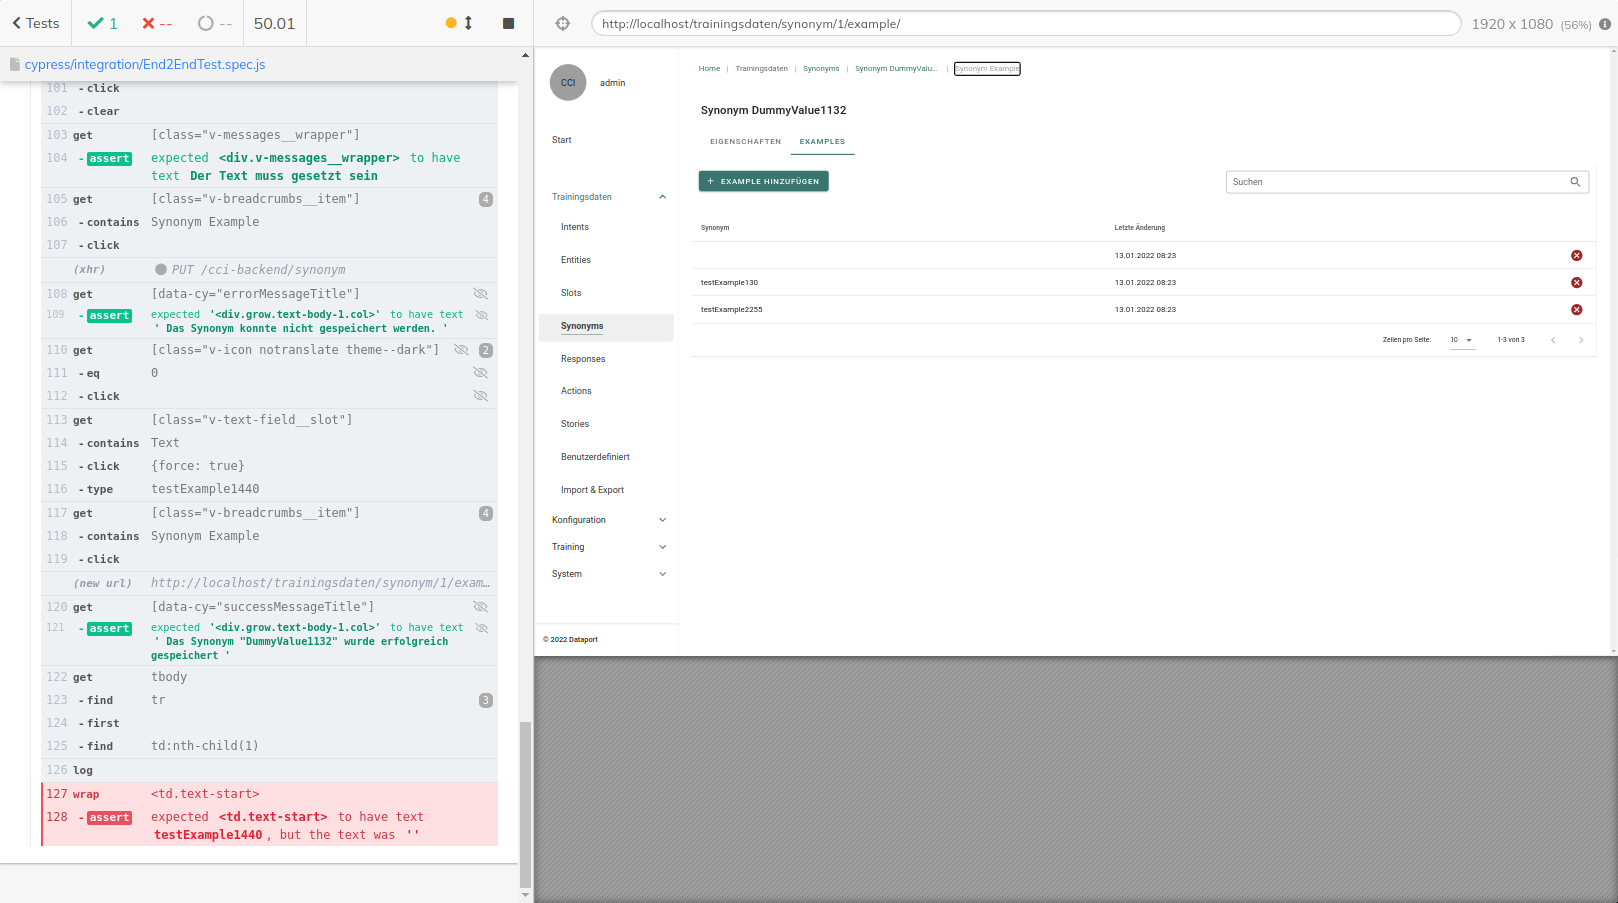 Tests
1
--
--
50.01
cypress/integration/End2EndTest.spec.js
101 -click
102 -clear
103 get [class="v-messages__wrapper"]
104 -assert expected <div.v-messages__wrapper> to have
text Der Text muss gesetzt sein
105 get [class="v-breadcrumbs__item"] 4
106 -contains Synonym Example
107 -click
(xhr) PUT /cci-backend/synonym
108 get [data-cy="errorMessageTitle"]
109 -assert expected '<div.grow.text-body-1.col>' to have text
' Das Synonym konnte nicht gespeichert werden. '
110 get [class="v-icon notranslate theme--dark"] 2
111 -eq 0
112 -click
113 get [class="v-text-field__slot"]
114 -contains Text
115 -click {force: true}
116 -type testExample1440
117 get [class="v-breadcrumbs__item"] 4
118 -contains Synonym Example
119 -click
(new url) http://localhost/trainingsdaten/synonym/1/exam…
120 get [data-cy="successMessageTitle"]
121 -assert expected '<div.grow.text-body-1.col>' to have text
' Das Synonym "DummyValue1132" wurde erfolgreich
gespeichert '
122 get tbody
123 -find tr 3
124 -first
125 -find td:nth-child(1)
126 log
127 wrap <td.text-start>
128 -assert expected <td.text-start> to have text
testExample1440, but the text was ''
http://localhost/trainingsdaten/synonym/1/example/
1920 x 1080 (56%)
CCI admin
Start
Trainingsdaten
Intents
Entities
Slots
Synonyms
Responses
Actions
Stories
Benutzerdefiniert
Import & Export
Konfiguration
Training
System
© 2022 Dataport
Home | Trainingsdaten | Synonyms | Synonym DummyValu... | Synonym Example
Synonym DummyValue1132
EIGENSCHAFTEN EXAMPLES
+ EXAMPLE HINZUFÜGEN
Suchen
Synonym Letzte Änderung
13.01.2022 08:23
testExample130 13.01.2022 08:23
testExample2255 13.01.2022 08:23
Zeilen pro Seite: 10 1-3 von 3